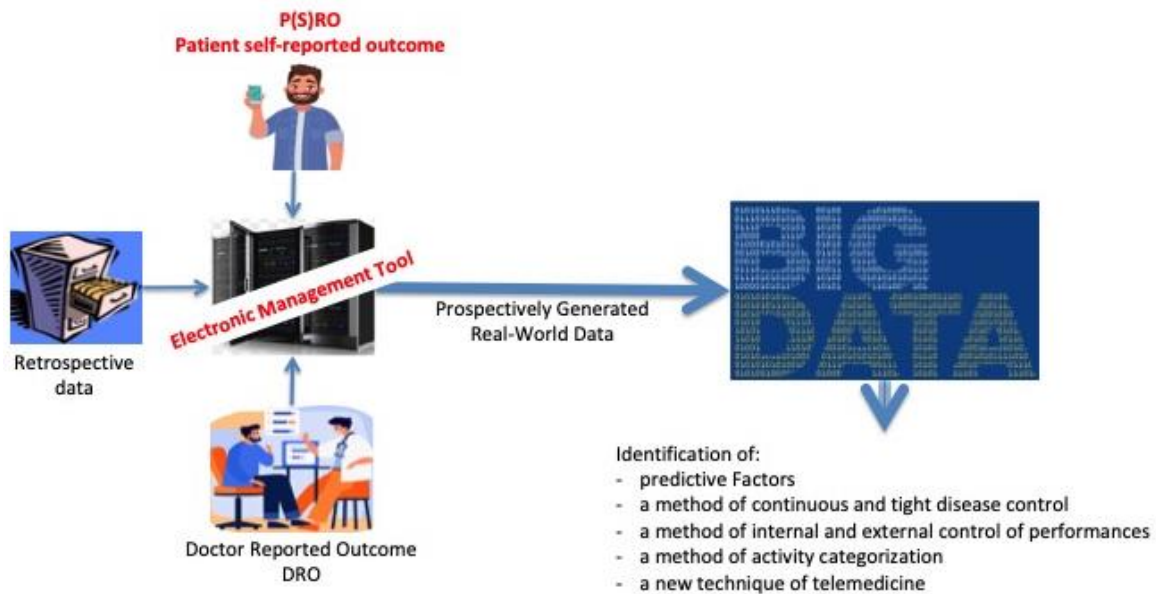 P(S)RO
Patient self-reported outcome
Electronic Management Tool
Retrospective
data
Prospectively Generated
Real-World Data
BIG
DATA
Doctor Reported Outcome
DRO
Identification of:
- predictive Factors
- a method of continuous and tight disease control
- a method of internal and external control of performances
- a method of activity categorization
- a new technique of telemedicine